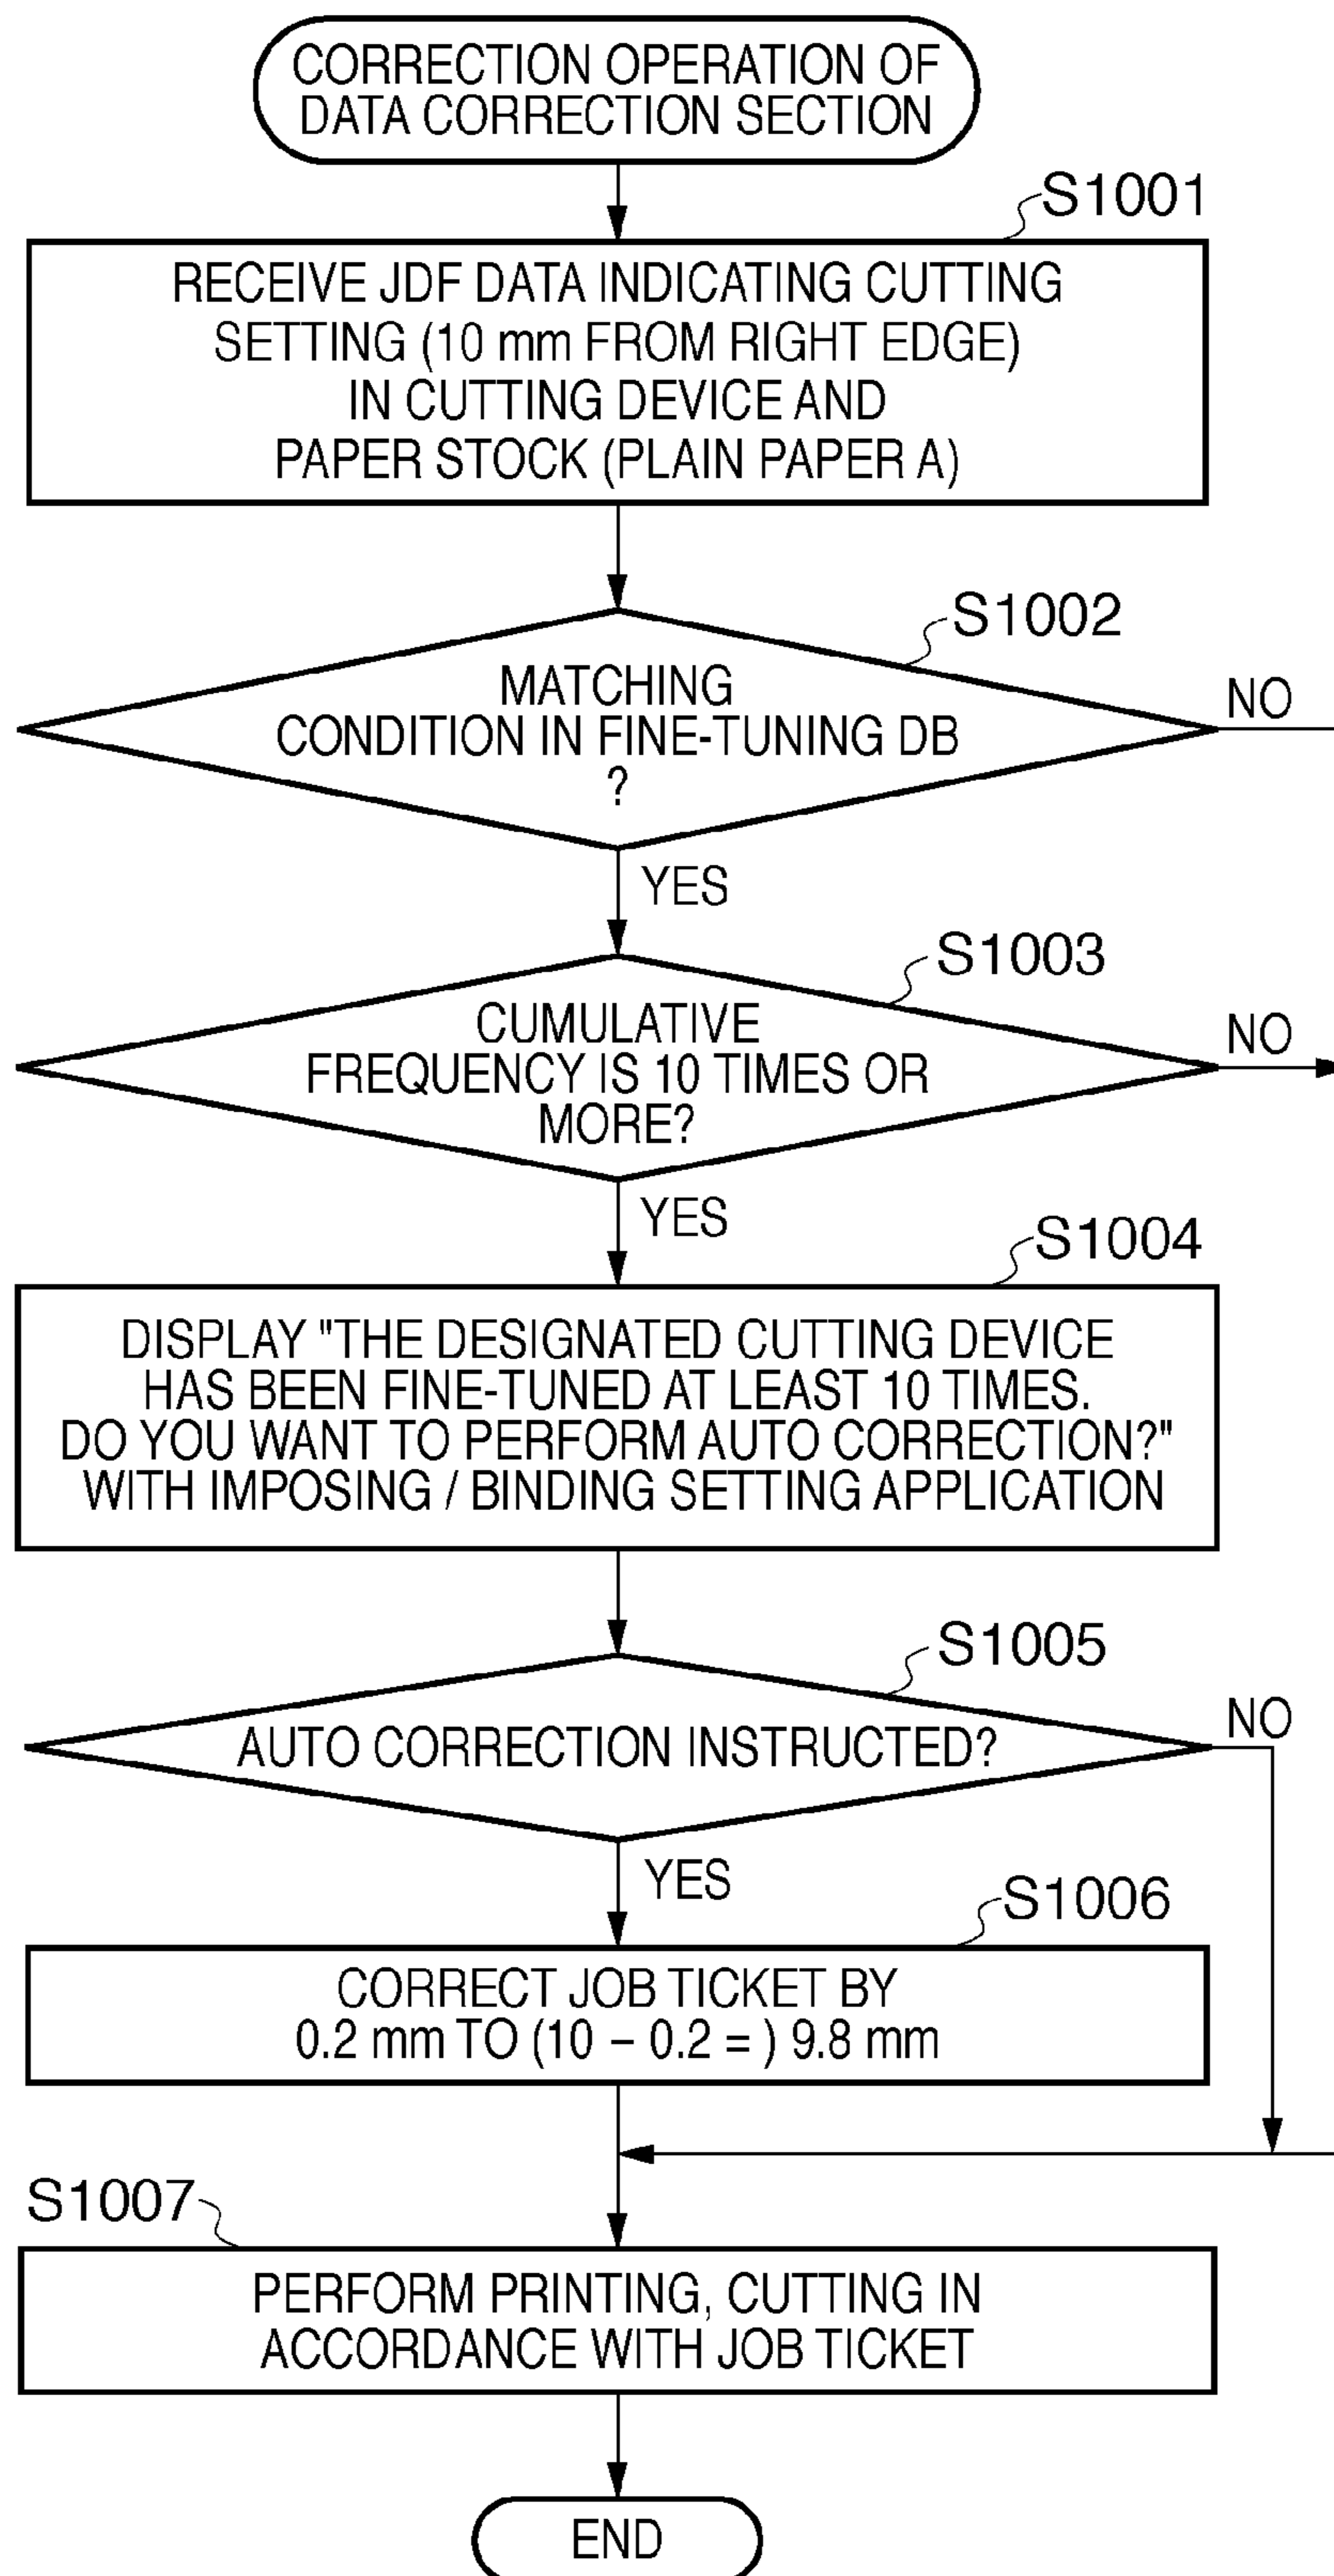 CORRECTION OPERATION OF
DATA CORRECTION SECTION
S1001
RECEIVE JDF DATA INDICATING CUTTING
SETTING (10 mm FROM RIGHT EDGE)
IN CUTTING DEVICE AND
PAPER STOCK (PLAIN PAPER A)
S1002
MATCHING
CONDITION IN FINE-TUNING DB
?
NO
YES
S1003
CUMULATIVE
FREQUENCY IS 10 TIMES OR
MORE?
NO
YES
S1004
DISPLAY "THE DESIGNATED CUTTING DEVICE
HAS BEEN FINE-TUNED AT LEAST 10 TIMES.
DO YOU WANT TO PERFORM AUTO CORRECTION?"
WITH IMPOSING / BINDING SETTING APPLICATION
S1005
AUTO CORRECTION INSTRUCTED?
NO
YES
S1006
CORRECT JOB TICKET BY
0.2 mm TO (10 – 0.2 = ) 9.8 mm
S1007
PERFORM PRINTING, CUTTING IN
ACCORDANCE WITH JOB TICKET
END